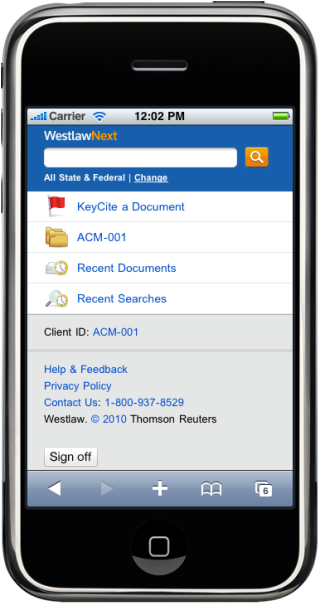 Carrier 12:02 PM
WestlawNext
All State & Federal | Change
KeyCite a Document
ACM-001
Recent Documents
Recent Searches
Client ID: ACM-001
Help & Feedback
Privacy Policy
Contact Us: 1-800-937-8529
Westlaw. © 2010 Thomson Reuters
Sign off
6